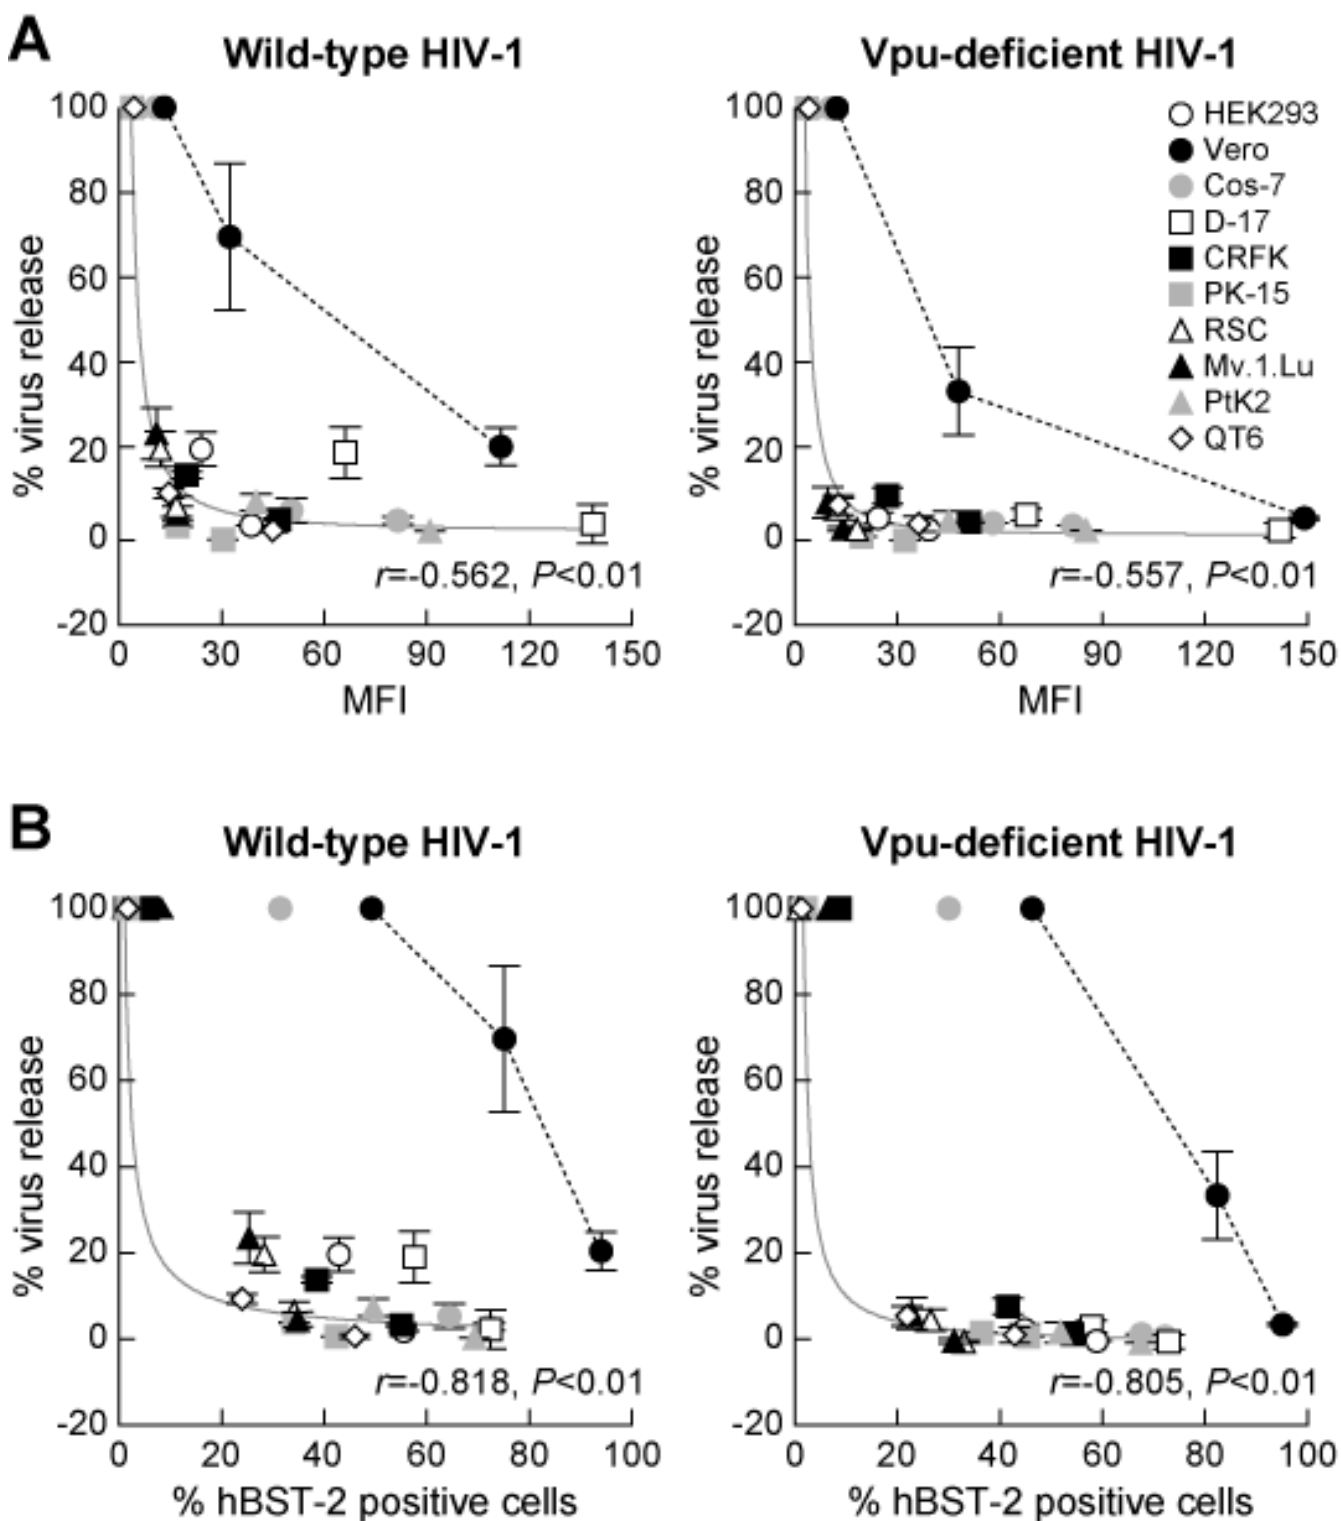 A
Wild-type HIV-1
Vpu-deficient HIV-1
% virus release
100
80
60
40
20
0
-20
r=-0.562, P<0.01
0 30 60 90 120 150
MFI
% virus release
100
80
60
40
20
0
-20
HEK293
Vero
Cos-7
D-17
CRFK
PK-15
RSC
Mv.1.Lu
PtK2
QT6
r=-0.557, P<0.01
0 30 60 90 120 150
MFI
B
Wild-type HIV-1
Vpu-deficient HIV-1
% virus release
100
80
60
40
20
0
-20
r=-0.818, P<0.01
0 20 40 60 80 100
% hBST-2 positive cells
% virus release
100
80
60
40
20
0
-20
r=-0.805, P<0.01
0 20 40 60 80 100
% hBST-2 positive cells